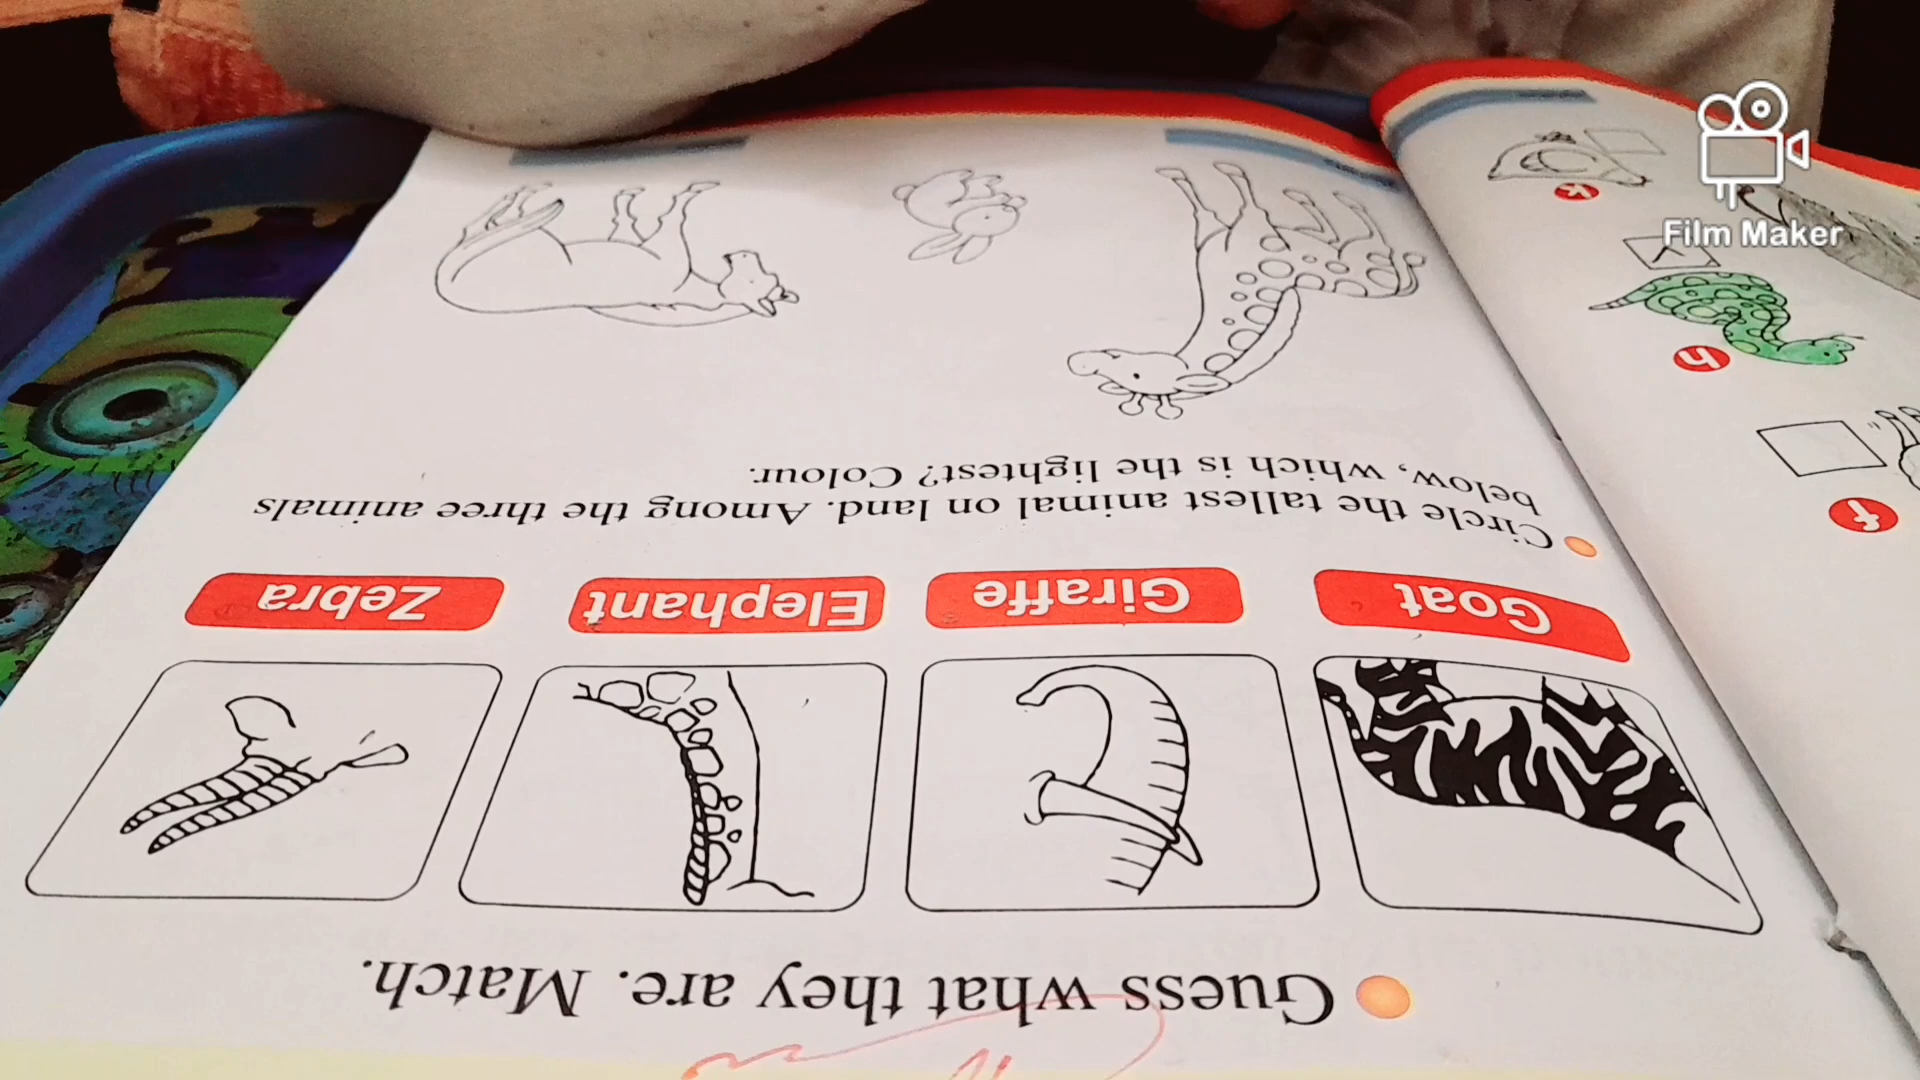 Guess what they are. Match.
Goat
Giraffe
Elephant
Zebra
Circle the tallest animal on land. Among the three animals
below, which is the lightest? Colour.
f
h
k
Film Maker